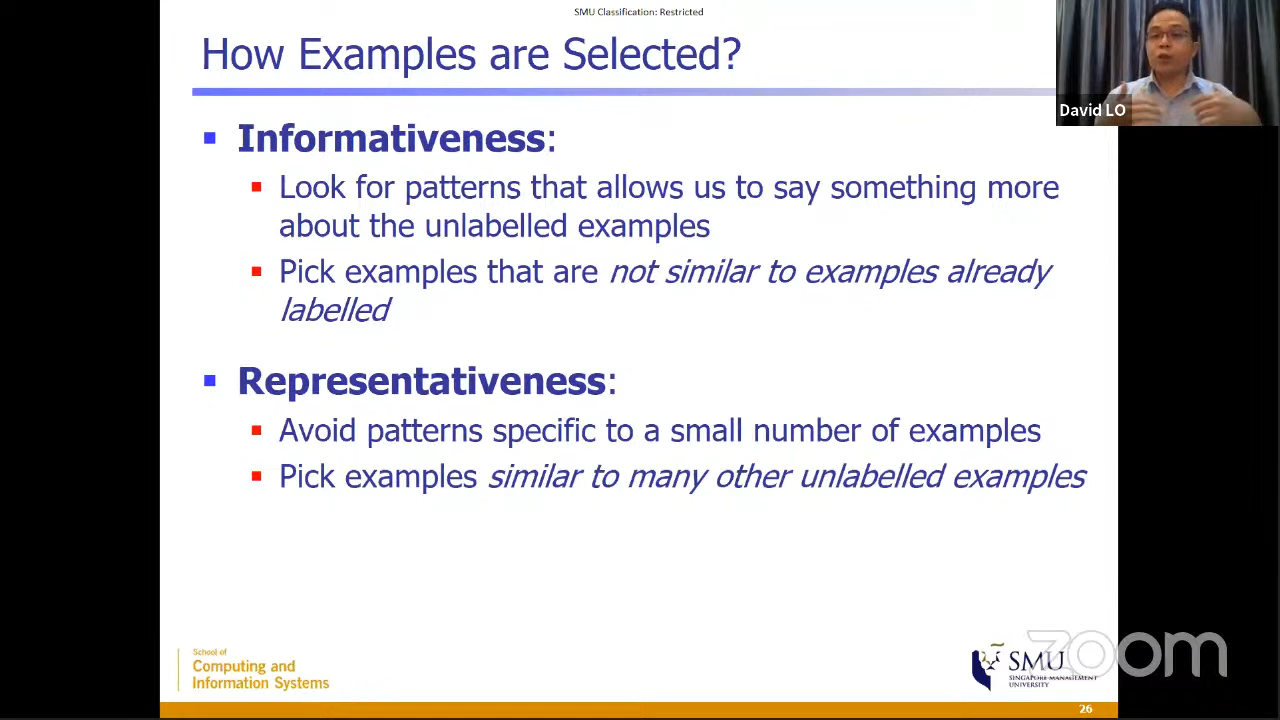 SMU Classification: Restricted
How Examples are Selected?
David LO
Informativeness:
Look for patterns that allows us to say something more
about the unlabelled examples
Pick examples that are not similar to examples already
labelled
Representativeness:
Avoid patterns specific to a small number of examples
Pick examples similar to many other unlabelled examples
School of
Computing and
Information Systems
SMU
SINGAPORE MANAGEMENT
UNIVERSITY
zoom
26